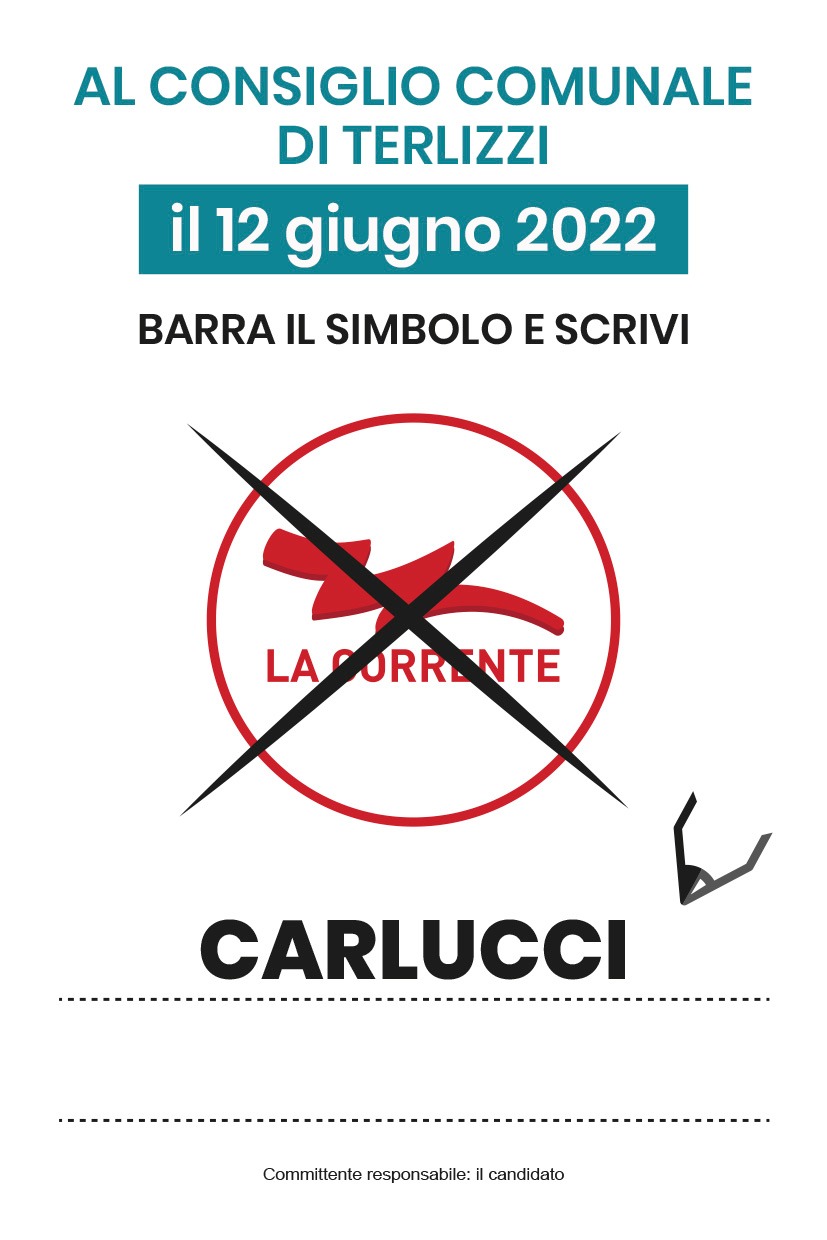 AL CONSIGLIO COMUNALE
DI TERLIZZI
il 12 giugno 2022
BARRA IL SIMBOLO E SCRIVI
LA CORRENTE
CARLUCCI
Committente responsabile: il candidato